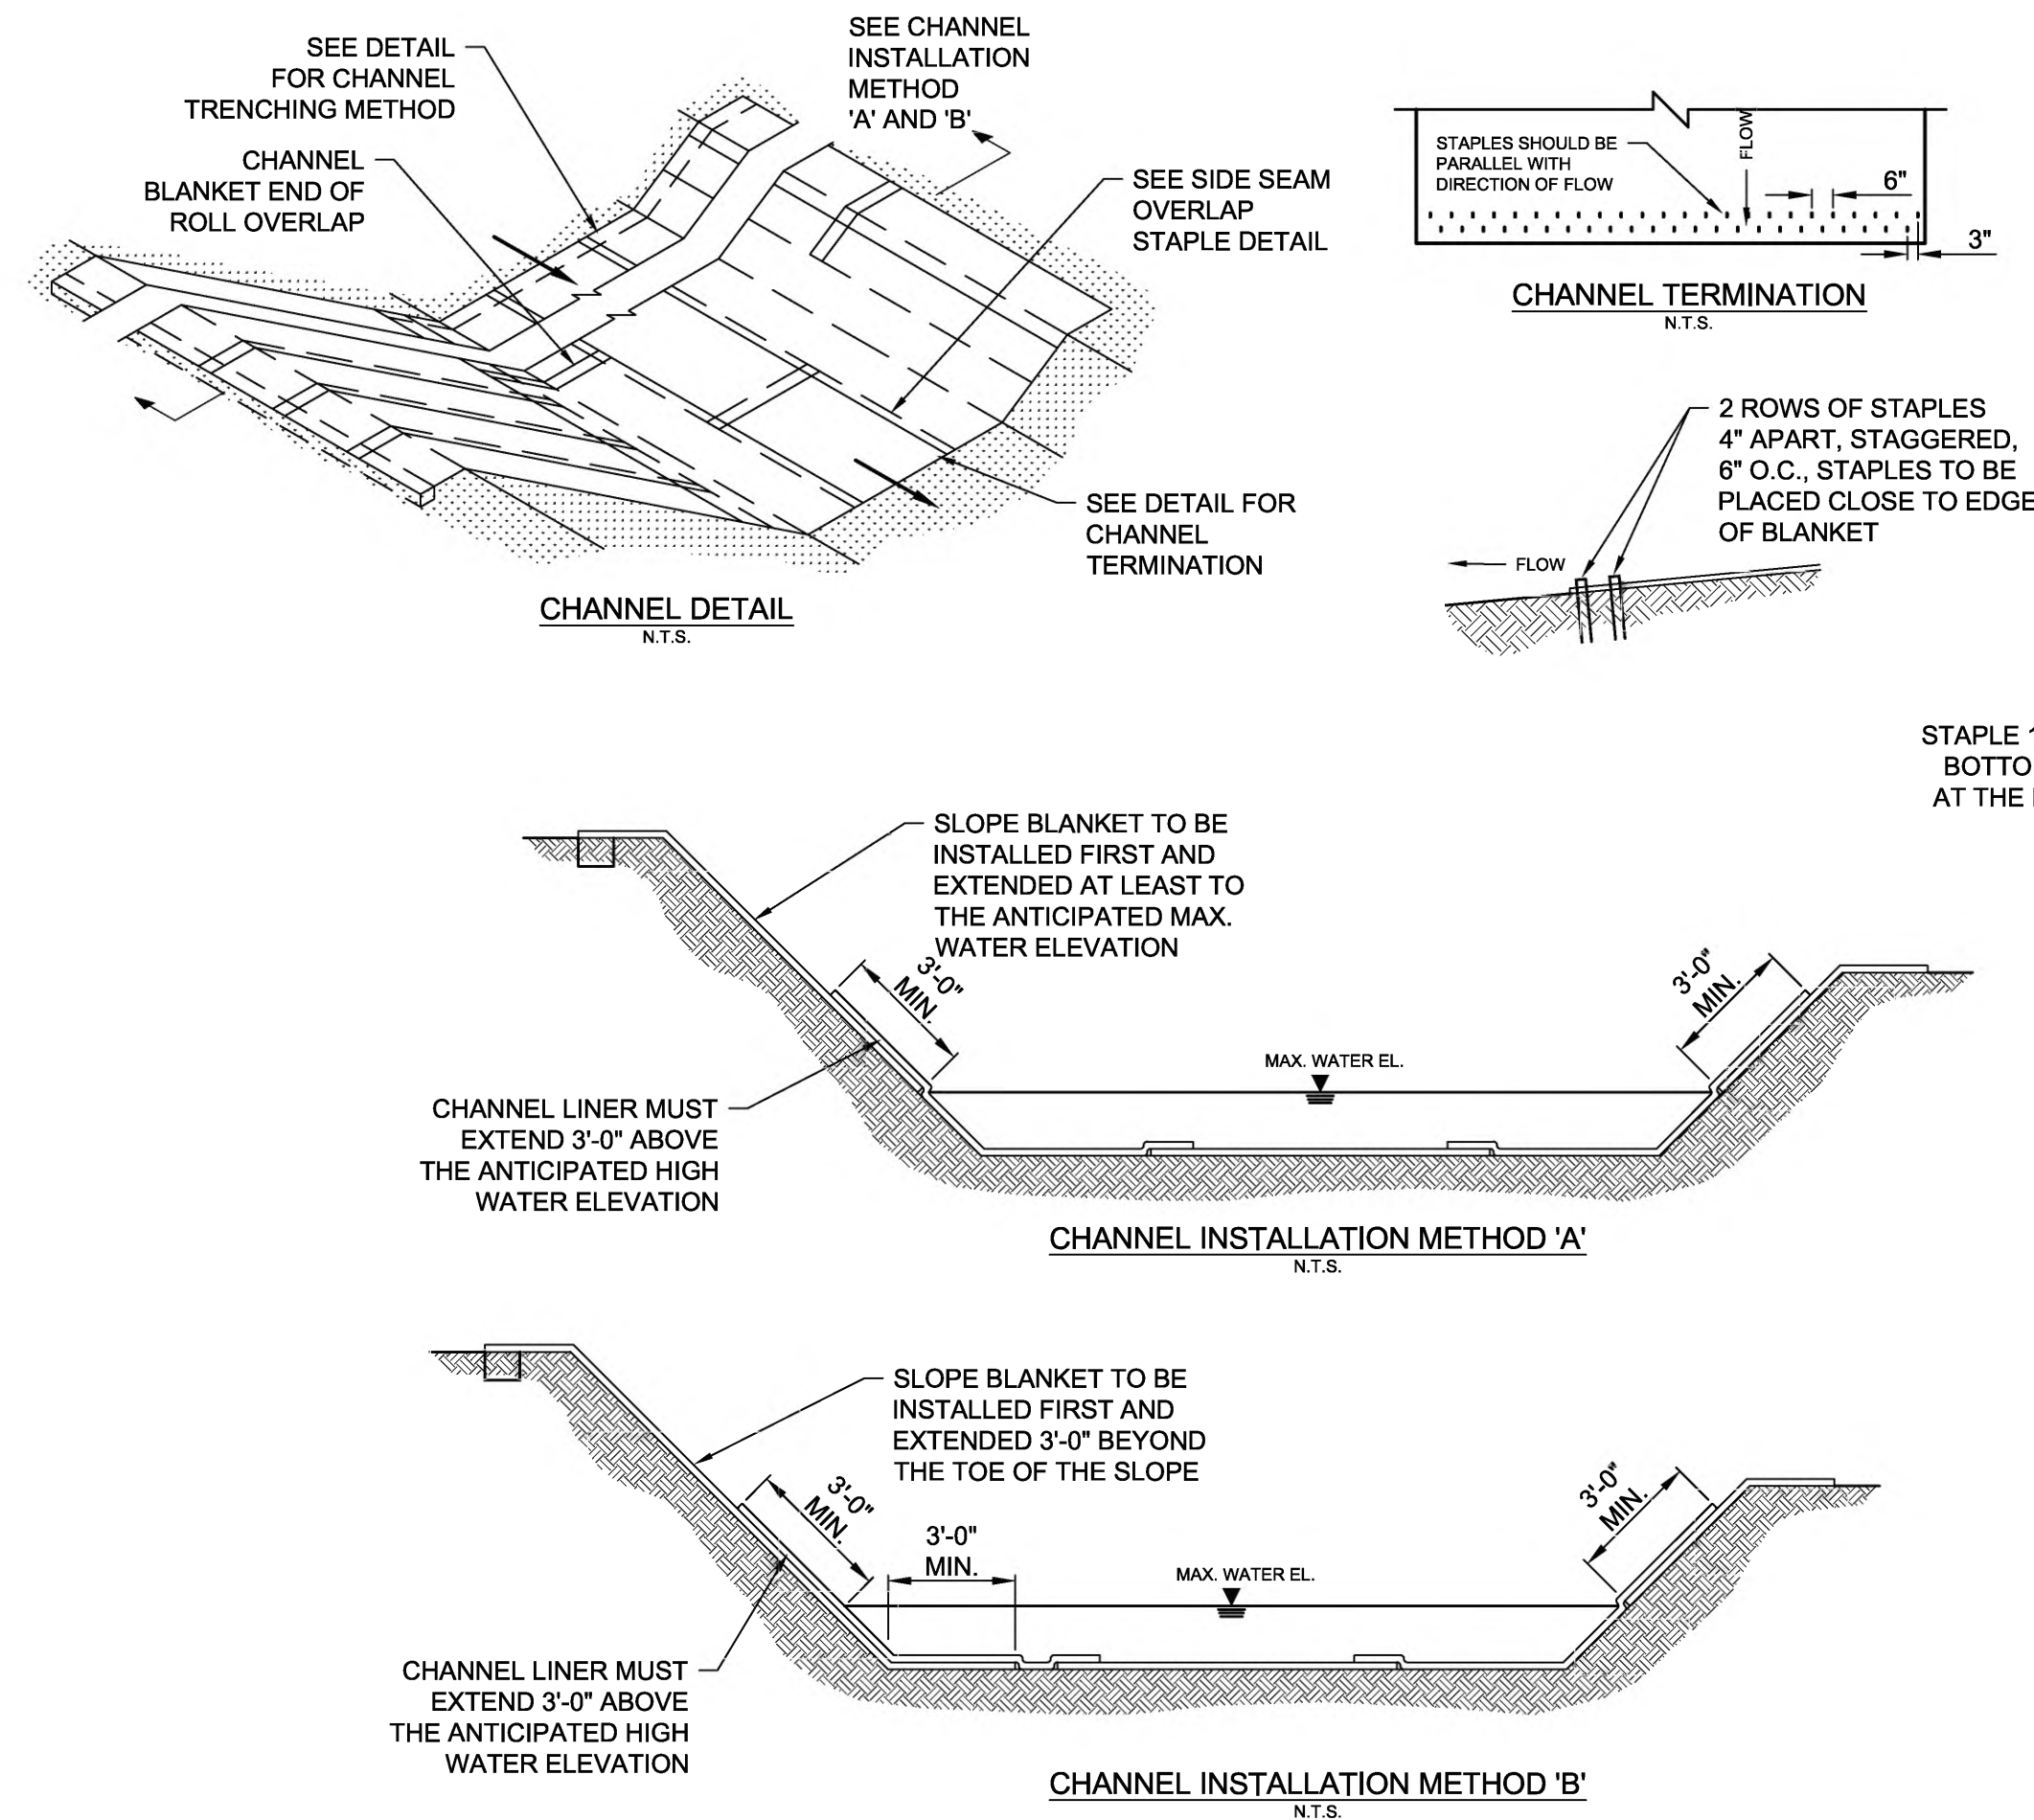 SEE DETAIL
FOR CHANNEL
TRENCHING METHOD
CHANNEL
BLANKET END OF
ROLL OVERLAP
SEE CHANNEL
INSTALLATION
METHOD
'A' AND 'B'
SEE SIDE SEAM
OVERLAP
STAPLE DETAIL
SEE DETAIL FOR
CHANNEL
TERMINATION
CHANNEL DETAIL
N.T.S.
STAPLES SHOULD BE
PARALLEL WITH
DIRECTION OF FLOW
FLOW
6"
3"
CHANNEL TERMINATION
N.T.S.
2 ROWS OF STAPLES
4" APART, STAGGERED,
6" O.C., STAPLES TO BE
PLACED CLOSE TO EDGE
OF BLANKET
FLOW
STAPLE 1
BOTTO
AT THE
SLOPE BLANKET TO BE
INSTALLED FIRST AND
EXTENDED AT LEAST TO
THE ANTICIPATED MAX.
WATER ELEVATION
3'-0"
MIN.
3'-0"
MIN.
MAX. WATER EL.
CHANNEL LINER MUST
EXTEND 3'-0" ABOVE
THE ANTICIPATED HIGH
WATER ELEVATION
CHANNEL INSTALLATION METHOD 'A'
N.T.S.
SLOPE BLANKET TO BE
INSTALLED FIRST AND
EXTENDED 3'-0" BEYOND
THE TOE OF THE SLOPE
3'-0"
MIN.
3'-0"
MIN.
3'-0"
MIN.
MAX. WATER EL.
CHANNEL LINER MUST
EXTEND 3'-0" ABOVE
THE ANTICIPATED HIGH
WATER ELEVATION
CHANNEL INSTALLATION METHOD 'B'
N.T.S.